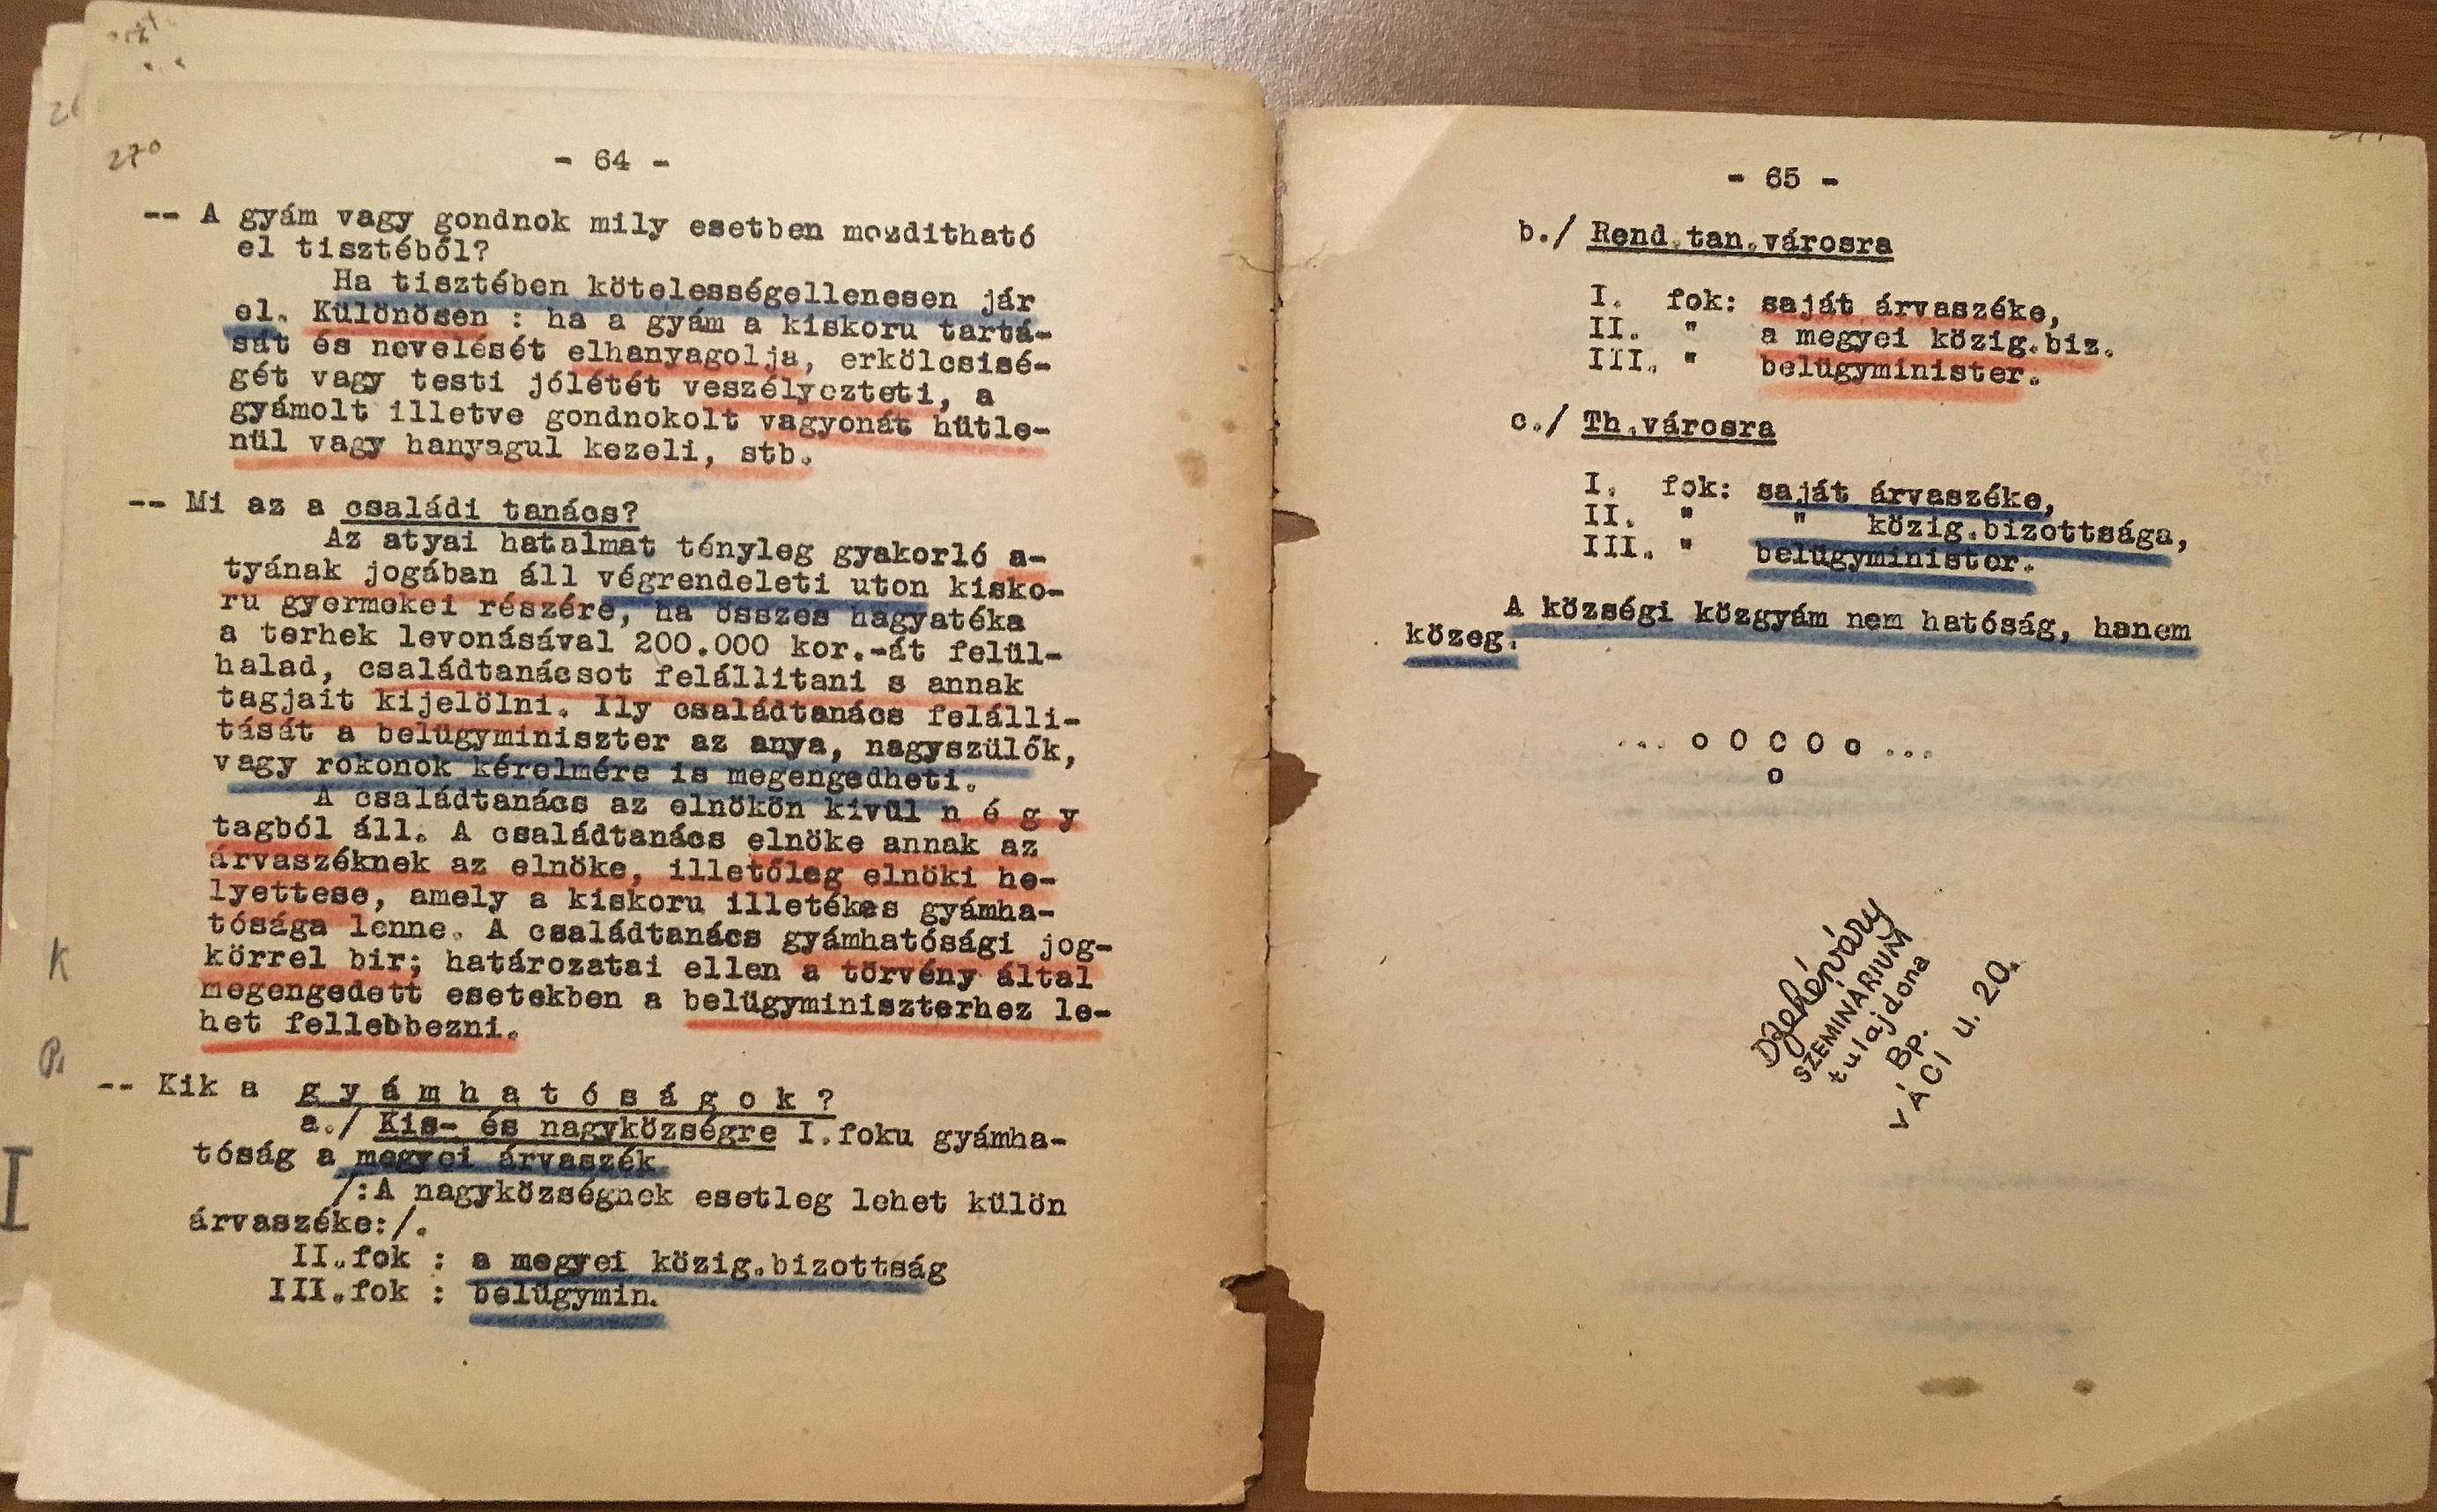 270
- 64 -
-- A gyám vagy gondnok mily esetben mozditható
el tisztéből?
Ha tisztében kötelességellenesen jár
el. Különösen : ha a gyám a kiskoru tartá-
sát és nevelését elhanyagolja, erkölcsisé-
gét vagy testi jólétét veszélyezteti, a
gyámolt illetve gondnokolt vagyonát hütle-
nül vagy hanyagul kezeli, stb.
-- Mi az a családi tanács?
Az atyai hatalmat tényleg gyakorló a-
tyának jogában áll végrendeleti uton kisko-
ru gyermekei részére, ha összes hagyatéka
a terhek levonásával 200.000 kor.-át felül-
halad, családtanácsot felállitani s annak
tagjait kijelölni. Ily családtanács felálli-
tását a belügyminiszter az anya, nagyszülők,
vagy rokonok kérelmére is megengedheti.
A családtanács az elnökön kivül n é g y
tagból áll. A családtanács elnöke annak az
árvaszéknek az elnöke, illetőleg elnöki he-
lyettese, amely a kiskoru illetékes gyámha-
tósága lenne. A családtanács gyámhatósági jog-
körrel bir; határozatai ellen a törvény által
megengedett esetekben a belügyminiszterhez le-
het fellebbezni.
-- Kik a g y á m h a t ó s á g o k ?
a./ Kis- és nagyközségre I.foku gyámha-
tóság a megyei árvaszék
/:A nagyközségnek esetleg lehet külön
árvaszéke:/.
II.fok : a megyei közig.bizottság
III.fok : belügymin.
K
P.
I
- 65 -
b./ Rend.tan.városra
I. fok: saját árvaszéke,
II. " a megyei közig.biz.
III. " belügyminister.
c./ Th.városra
I. fok: saját árvaszéke,
II. " " közig.bizottsága,
III. " belügyminister.
A községi közgyám nem hatóság, hanem
közeg.
... o O C O o ...
o
Dzehénváry
SZEMINÁRIUM
tulajdona
Bp.
VÁCI u. 20.